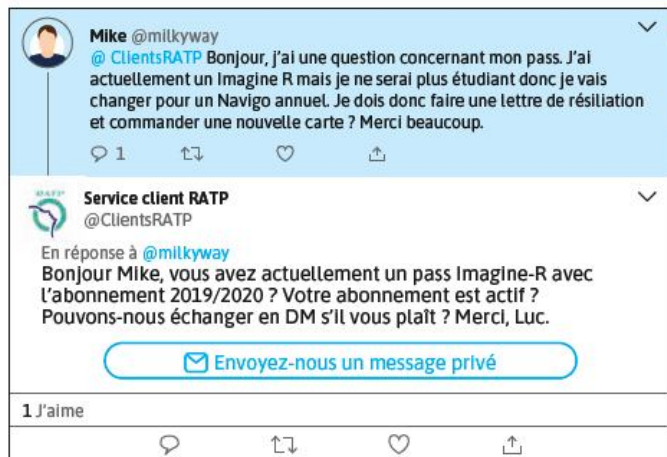 Mike @milkyway
@ ClientsRATP Bonjour, j'ai une question concernant mon pass. J'ai
actuellement un Imagine R mais je ne serai plus étudiant donc je vais
changer pour un Navigo annuel. Je dois donc faire une lettre de résiliation
et commander une nouvelle carte ? Merci beaucoup.
1
RATP
Service client RATP
@ClientsRATP
En réponse à @milkyway
Bonjour Mike, vous avez actuellement un pass Imagine-R avec
l'abonnement 2019/2020 ? Votre abonnement est actif ?
Pouvons-nous échanger en DM s'il vous plaît ? Merci, Luc.
Envoyez-nous un message privé
1 J'aime